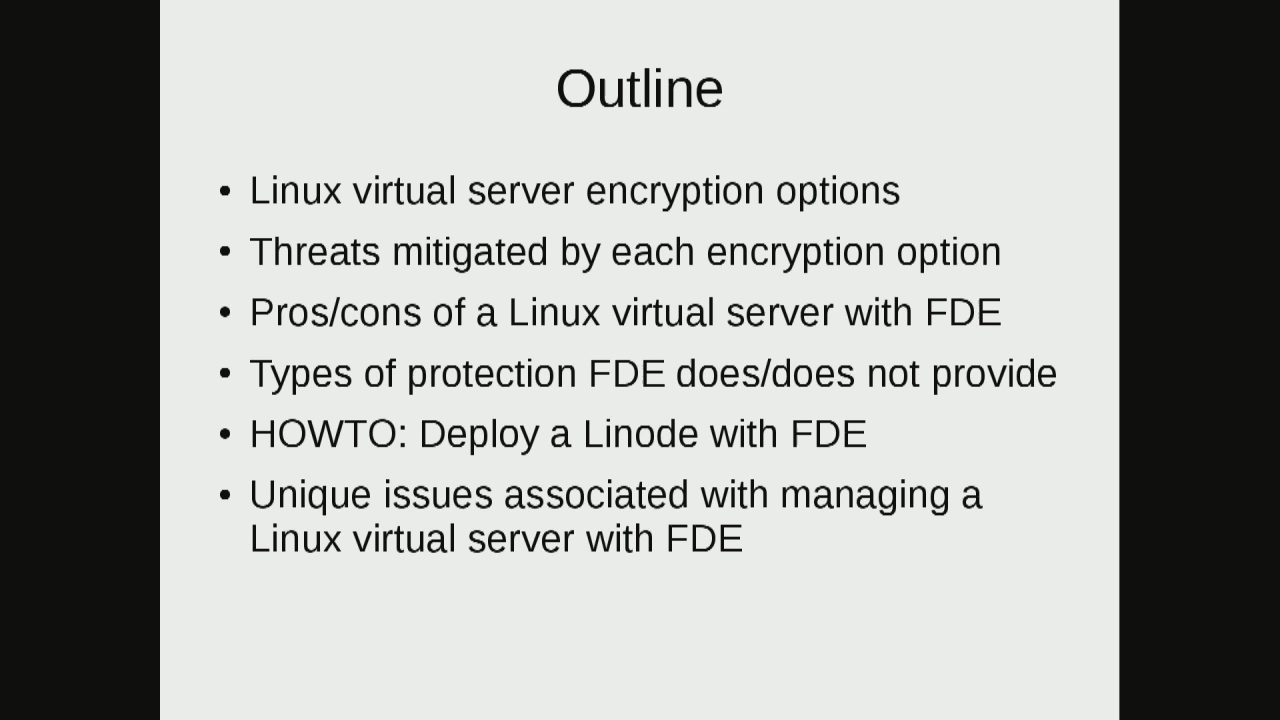 Outline
• Linux virtual server encryption options
• Threats mitigated by each encryption option
• Pros/cons of a Linux virtual server with FDE
• Types of protection FDE does/does not provide
• HOWTO: Deploy a Linode with FDE
• Unique issues associated with managing a
Linux virtual server with FDE